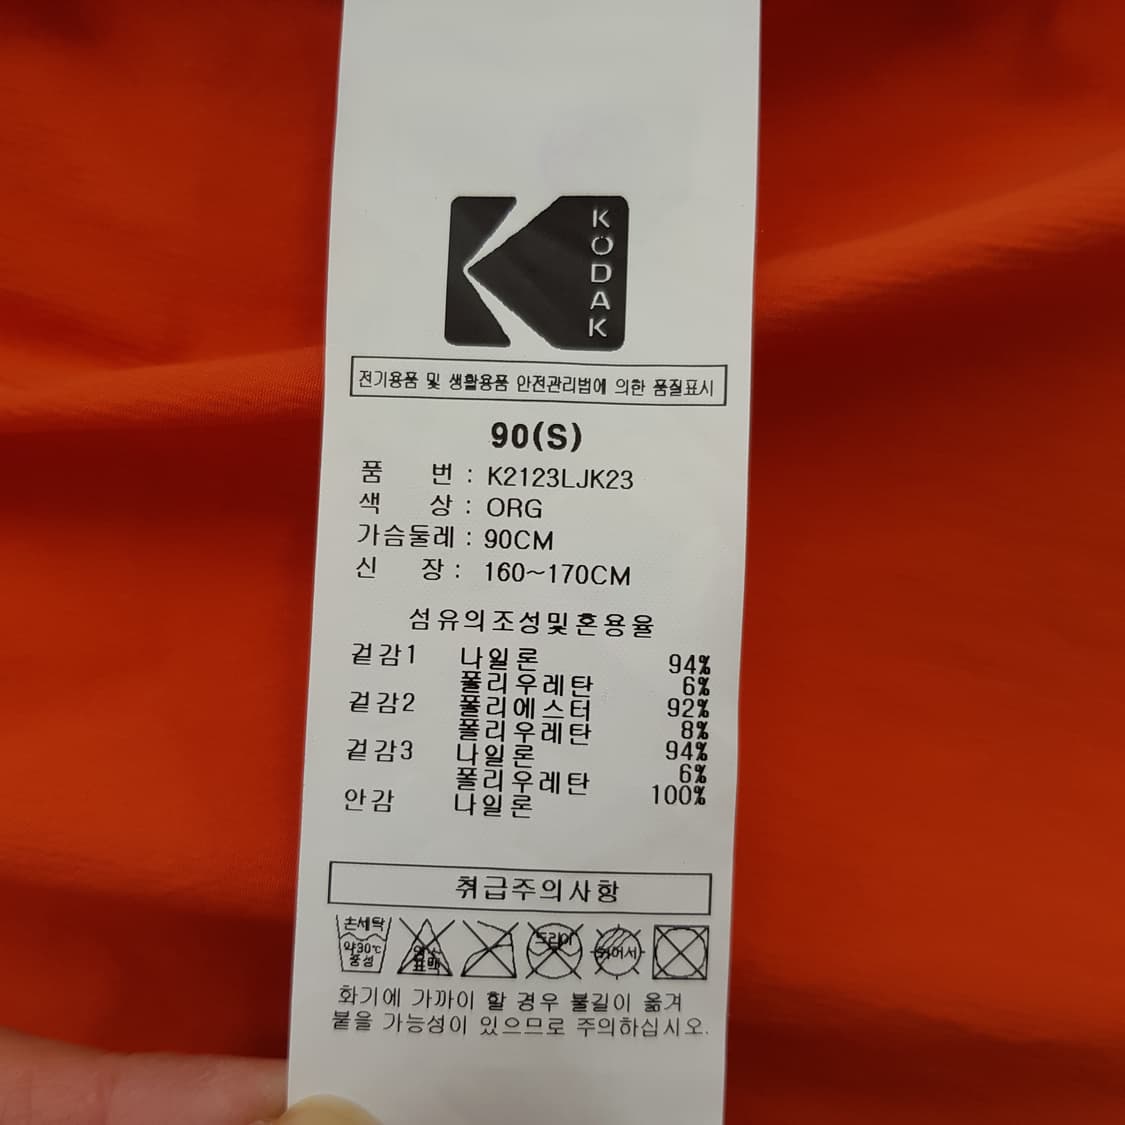 KODAK
전기용품 및 생활용품 안전관리법에 의한 품질표시
90(S)
품 번 : K2123LJK23
색 상 : ORG
가슴둘레 : 90CM
신 장 : 160~170CM
섬유의조성및혼용율
겉감1 나일론 94%
폴리우레탄 6%
겉감2 폴리에스터 92%
폴리우레탄 8%
겉감3 나일론 94%
폴리우레탄 6%
안감 나일론 100%
취급주의사항
손세탁
약30℃
중성
염소
표백
드라이
뉘어서
화기에 가까이 할 경우 불길이 옮겨
붙을 가능성이 있으므로 주의하십시오.